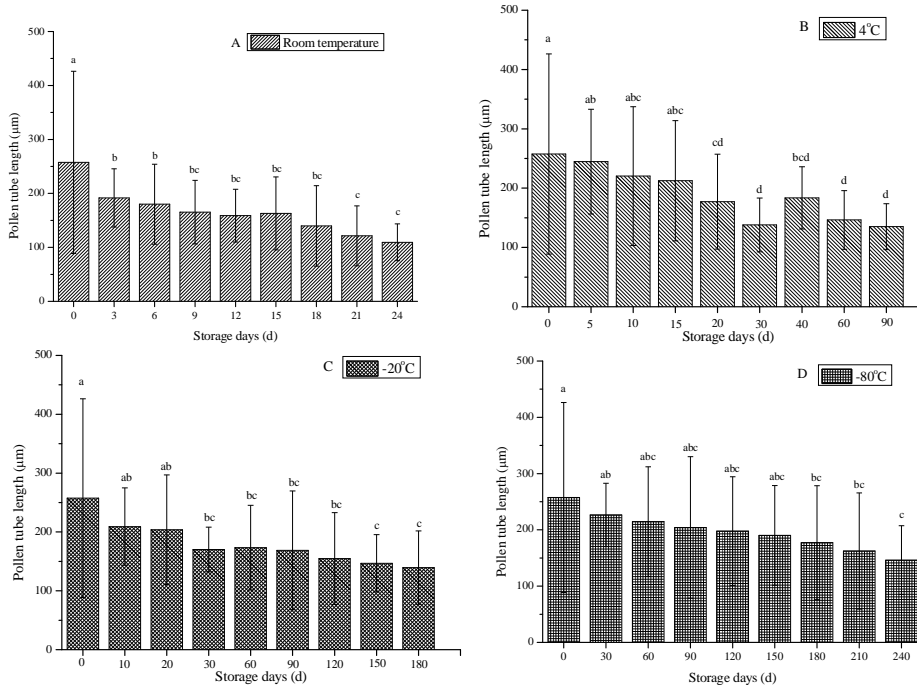 A
Room temperature
500
400
300
200
100
0
Pollen tube length (μm)
a
b
b
bc
bc
bc
bc
c
c
0 3 6 9 12 15 18 21 24
Storage days (d)
B
4°C
500
400
300
200
100
0
Pollen tube length (μm)
a
ab
abc
abc
cd
d
bcd
d
d
0 5 10 15 20 30 40 60 90
Storage days (d)
C
-20°C
500
400
300
200
100
0
Pollen tube length (μm)
a
ab
ab
bc
bc
bc
bc
c
c
0 10 20 30 60 90 120 150 180
Storage days (d)
D
-80°C
500
400
300
200
100
0
Pollen tube length (μm)
a
ab
abc
abc
abc
abc
bc
bc
c
0 30 60 90 120 150 180 210 240
Storage days (d)